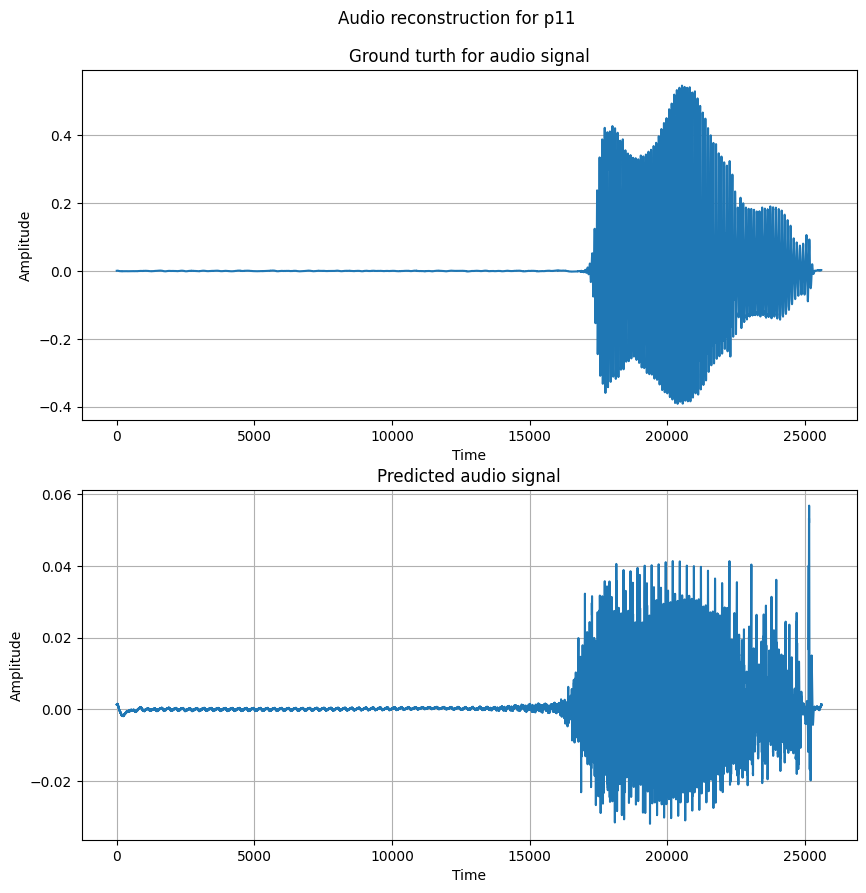 Audio reconstruction for p11
Ground turth for audio signal
Amplitude
0.4
0.2
0.0
−0.2
−0.4
0 5000 10000 15000 20000 25000
Time
Predicted audio signal
Amplitude
0.06
0.04
0.02
0.00
−0.02
0 5000 10000 15000 20000 25000
Time